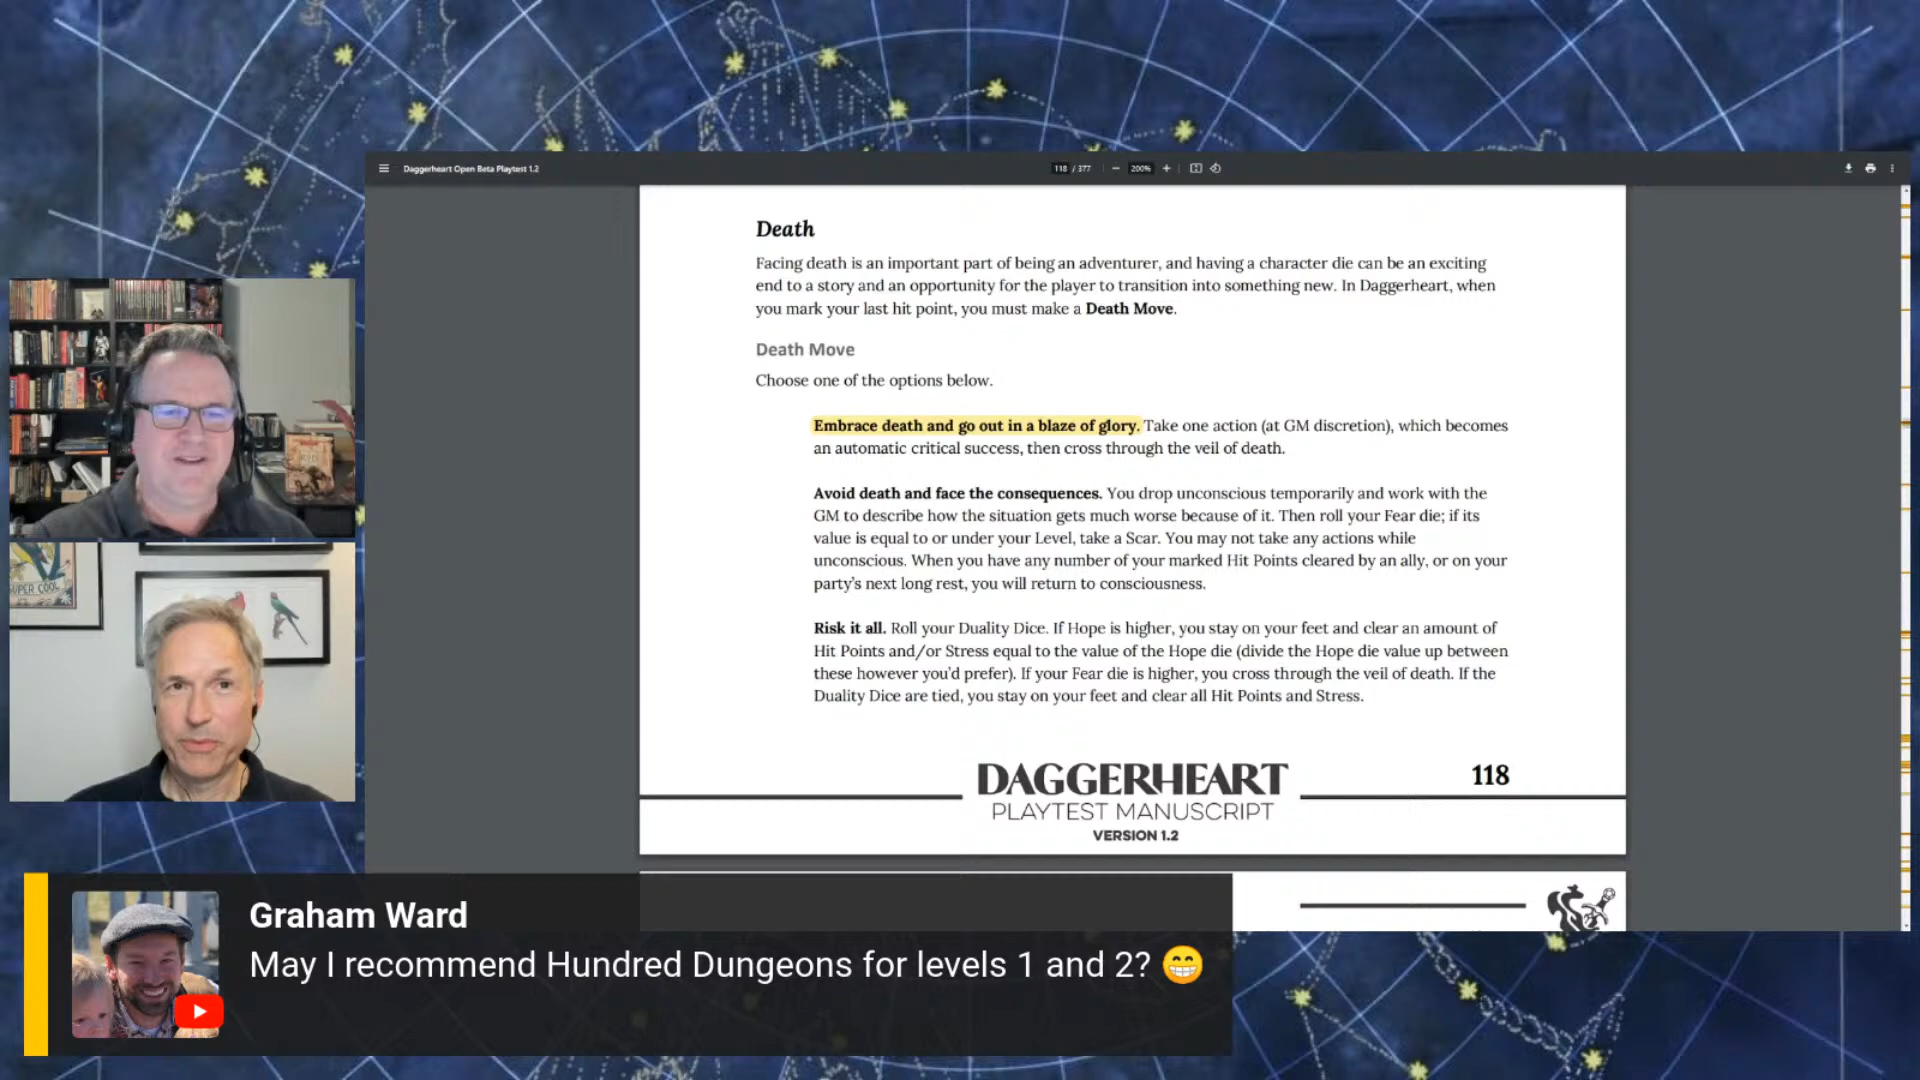 Daggerheart Open Beta Playtest 1.2
118 / 377
200%
Death
Facing death is an important part of being an adventurer, and having a character die can be an exciting
end to a story and an opportunity for the player to transition into something new. In Daggerheart, when
you mark your last hit point, you must make a Death Move.
Death Move
Choose one of the options below.
Embrace death and go out in a blaze of glory. Take one action (at GM discretion), which becomes
an automatic critical success, then cross through the veil of death.
Avoid death and face the consequences. You drop unconscious temporarily and work with the
GM to describe how the situation gets much worse because of it. Then roll your Fear die; if its
value is equal to or under your Level, take a Scar. You may not take any actions while
unconscious. When you have any number of your marked Hit Points cleared by an ally, or on your
party's next long rest, you will return to consciousness.
Risk it all. Roll your Duality Dice. If Hope is higher, you stay on your feet and clear an amount of
Hit Points and/or Stress equal to the value of the Hope die (divide the Hope die value up between
these however you'd prefer). If your Fear die is higher, you cross through the veil of death. If the
Duality Dice are tied, you stay on your feet and clear all Hit Points and Stress.
DAGGERHEART
PLAYTEST MANUSCRIPT
VERSION 1.2
118
SUPER COOL
Graham Ward
May I recommend Hundred Dungeons for levels 1 and 2? 😁